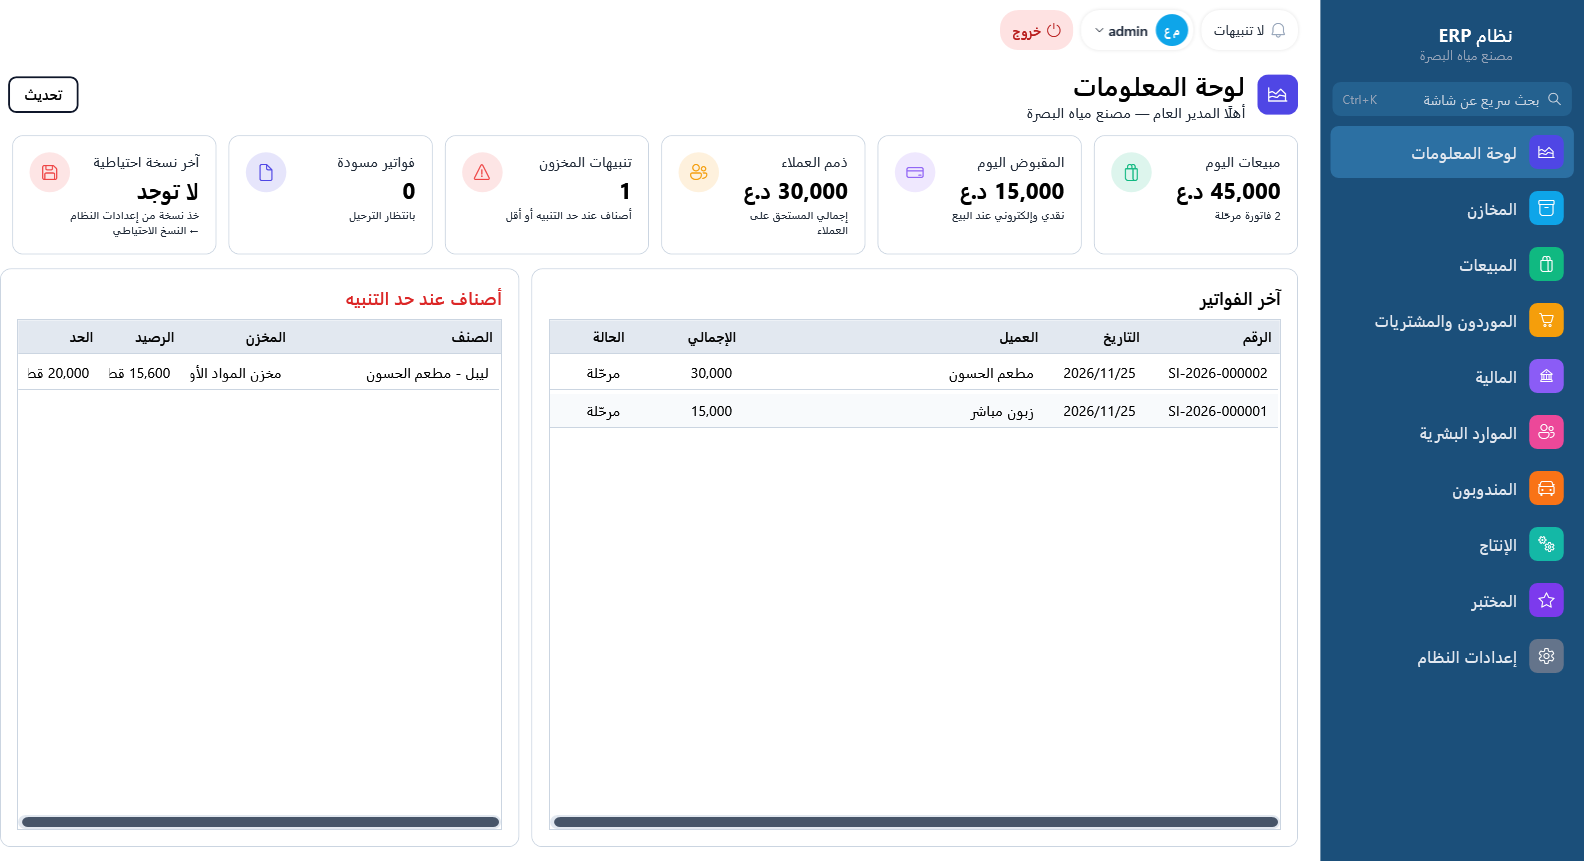 نظام ERP
مصنع مياه البصرة
بحث سريع عن شاشة Ctrl+K
لوحة المعلومات
المخازن
المبيعات
الموردون والمشتريات
المالية
الموارد البشرية
المندوبون
الإنتاج
المختبر
إعدادات النظام
لا تنبيهات
م ع admin
خروج
لوحة المعلومات
أهلًا المدير العام — مصنع مياه البصرة
تحديث
مبيعات اليوم
45,000 د.ع
2 فاتورة مرحّلة
المقبوض اليوم
15,000 د.ع
نقدي وإلكتروني عند البيع
ذمم العملاء
30,000 د.ع
إجمالي المستحق على
العملاء
تنبيهات المخزون
1
أصناف عند حد التنبيه أو أقل
فواتير مسودة
0
بانتظار الترحيل
آخر نسخة احتياطية
لا توجد
خذ نسخة من إعدادات النظام
← النسخ الاحتياطي
آخر الفواتير
الرقم التاريخ العميل الإجمالي الحالة
SI-2026-000002 2026/11/25 مطعم الحسون 30,000 مرحّلة
SI-2026-000001 2026/11/25 زبون مباشر 15,000 مرحّلة
أصناف عند حد التنبيه
الصنف المخزن الرصيد الحد
ليبل - مطعم الحسون مخزن المواد الأو 15,600 قط 20,000 قط